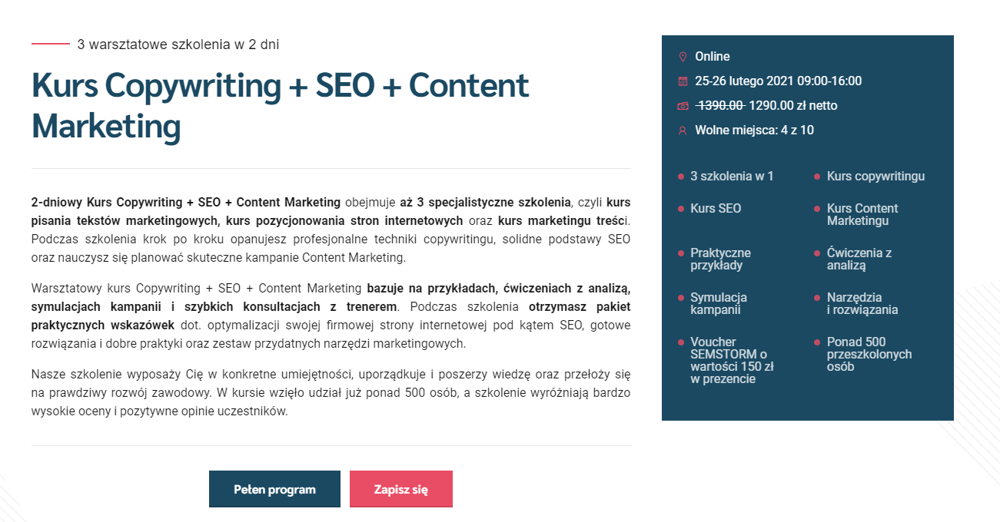 3 warsztatowe szkolenia w 2 dni
Kurs Copywriting + SEO + Content
Marketing
2-dniowy Kurs Copywriting + SEO + Content Marketing obejmuje aż 3 specjalistyczne szkolenia, czyli kurs
pisania tekstów marketingowych, kurs pozycjonowania stron internetowych oraz kurs marketingu treści.
Podczas szkolenia krok po kroku opanujesz profesjonalne techniki copywritingu, solidne podstawy SEO
oraz nauczysz się planować skuteczne kampanie Content Marketing.
Warsztatowy kurs Copywriting + SEO + Content Marketing bazuje na przykładach, ćwiczeniach z analizą,
symulacjach kampanii i szybkich konsultacjach z trenerem. Podczas szkolenia otrzymasz pakiet
praktycznych wskazówek dot. optymalizacji swojej firmowej strony internetowej pod kątem SEO, gotowe
rozwiązania i dobre praktyki oraz zestaw przydatnych narzędzi marketingowych.
Nasze szkolenie wyposaży Cię w konkretne umiejętności, uporządkuje i poszerzy wiedzę oraz przełoży się
na prawdziwy rozwój zawodowy. W kursie wzięło udział już ponad 500 osób, a szkolenie wyróżniają bardzo
wysokie oceny i pozytywne opinie uczestników.
Pełen program
Zapisz się
Online
25-26 lutego 2021 09:00-16:00
1390.00 1290.00 zł netto
Wolne miejsca: 4 z 10
3 szkolenia w 1
Kurs copywritingu
Kurs SEO
Kurs Content
Marketingu
Praktyczne
przykłady
Ćwiczenia z
analizą
Symulacja
kampanii
Narzędzia
i rozwiązania
Voucher
SEMSTORM o
wartości 150 zł
w prezencie
Ponad 500
przeszkolonych
osób